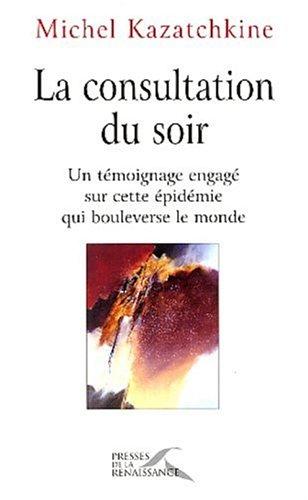 Michel Kazatchkine
La consultation
du soir
Un témoignage engagé
sur cette épidémie
qui bouleverse le monde
PRESSES
DE LA
RENAISSANCE